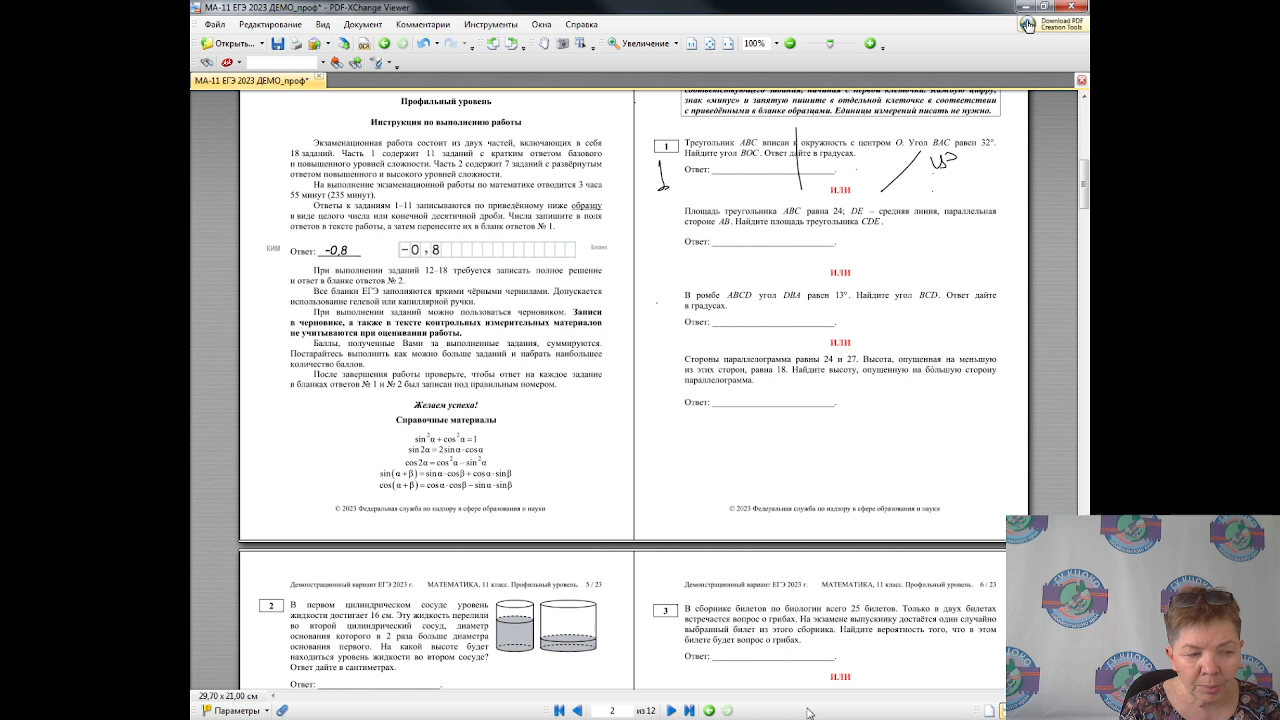 МА-11 ЕГЭ 2023 ДЕМО_проф* - PDF-XChange Viewer
Файл Редактирование Вид Документ Комментарии Инструменты Окна Справка
Download PDF
Creation Tools
Открыть...
OCR
Увеличение
100%
МА-11 ЕГЭ 2023 ДЕМО_проф*
Профильный уровень
Инструкция по выполнению работы
Экзаменационная работа состоит из двух частей, включающих в себя
18 заданий. Часть 1 содержит 11 заданий с кратким ответом базового
и повышенного уровней сложности. Часть 2 содержит 7 заданий с развёрнутым
ответом повышенного и высокого уровней сложности.
На выполнение экзаменационной работы по математике отводится 3 часа
55 минут (235 минут).
Ответы к заданиям 1–11 записываются по приведённому ниже образцу
в виде целого числа или конечной десятичной дроби. Числа запишите в поля
ответов в тексте работы, а затем перенесите их в бланк ответов № 1.
КИМ
Ответ: -0,8
-0,8
Бланк
При выполнении заданий 12–18 требуется записать полное решение
и ответ в бланке ответов № 2.
Все бланки ЕГЭ заполняются яркими чёрными чернилами. Допускается
использование гелевой или капиллярной ручки.
При выполнении заданий можно пользоваться черновиком. Записи
в черновике, а также в тексте контрольных измерительных материалов
не учитываются при оценивании работы.
Баллы, полученные Вами за выполненные задания, суммируются.
Постарайтесь выполнить как можно больше заданий и набрать наибольшее
количество баллов.
После завершения работы проверьте, чтобы ответ на каждое задание
в бланках ответов № 1 и № 2 был записан под правильным номером.
Желаем успеха!
Справочные материалы
sin²α + cos²α = 1
sin 2α = 2sin α · cos α
cos 2α = cos²α − sin²α
sin(α + β) = sin α · cos β + cos α · sin β
cos(α + β) = cos α · cos β − sin α · sin β
© 2023 Федеральная служба по надзору в сфере образования и науки
соответствующего задания, начиная с первой клеточки. Каждую цифру,
знак «минус» и запятую пишите в отдельной клеточке в соответствии
с приведёнными в бланке образцами. Единицы измерений писать не нужно.
1
Треугольник ABC вписан в окружность с центром O. Угол BAC равен 32°.
Найдите угол BOC. Ответ дайте в градусах.
Ответ: ___________________________.
ИЛИ
Площадь треугольника ABC равна 24; DE – средняя линия, параллельная
стороне AB. Найдите площадь треугольника CDE.
Ответ: ___________________________.
ИЛИ
В ромбе ABCD угол DBA равен 13°. Найдите угол BCD. Ответ дайте
в градусах.
Ответ: ___________________________.
ИЛИ
Стороны параллелограмма равны 24 и 27. Высота, опущенная на меньшую
из этих сторон, равна 18. Найдите высоту, опущенную на бóльшую сторону
параллелограмма.
Ответ: ___________________________.
© 2023 Федеральная служба по надзору в сфере образования и науки
Демонстрационный вариант ЕГЭ 2023 г. МАТЕМАТИКА, 11 класс. Профильный уровень. 5 / 23
2
В первом цилиндрическом сосуде уровень
жидкости достигает 16 см. Эту жидкость перелили
во второй цилиндрический сосуд, диаметр
основания которого в 2 раза больше диаметра
основания первого. На какой высоте будет
находиться уровень жидкости во втором сосуде?
Ответ дайте в сантиметрах.
Ответ: ___________________________.
Демонстрационный вариант ЕГЭ 2023 г. МАТЕМАТИКА, 11 класс. Профильный уровень. 6 / 23
3
В сборнике билетов по биологии всего 25 билетов. Только в двух билетах
встречается вопрос о грибах. На экзамене выпускнику достаётся один случайно
выбранный билет из этого сборника. Найдите вероятность того, что в этом
билете будет вопрос о грибах.
Ответ: ___________________________.
ИЛИ
29,70 x 21,00 см
Параметры
2 из 12